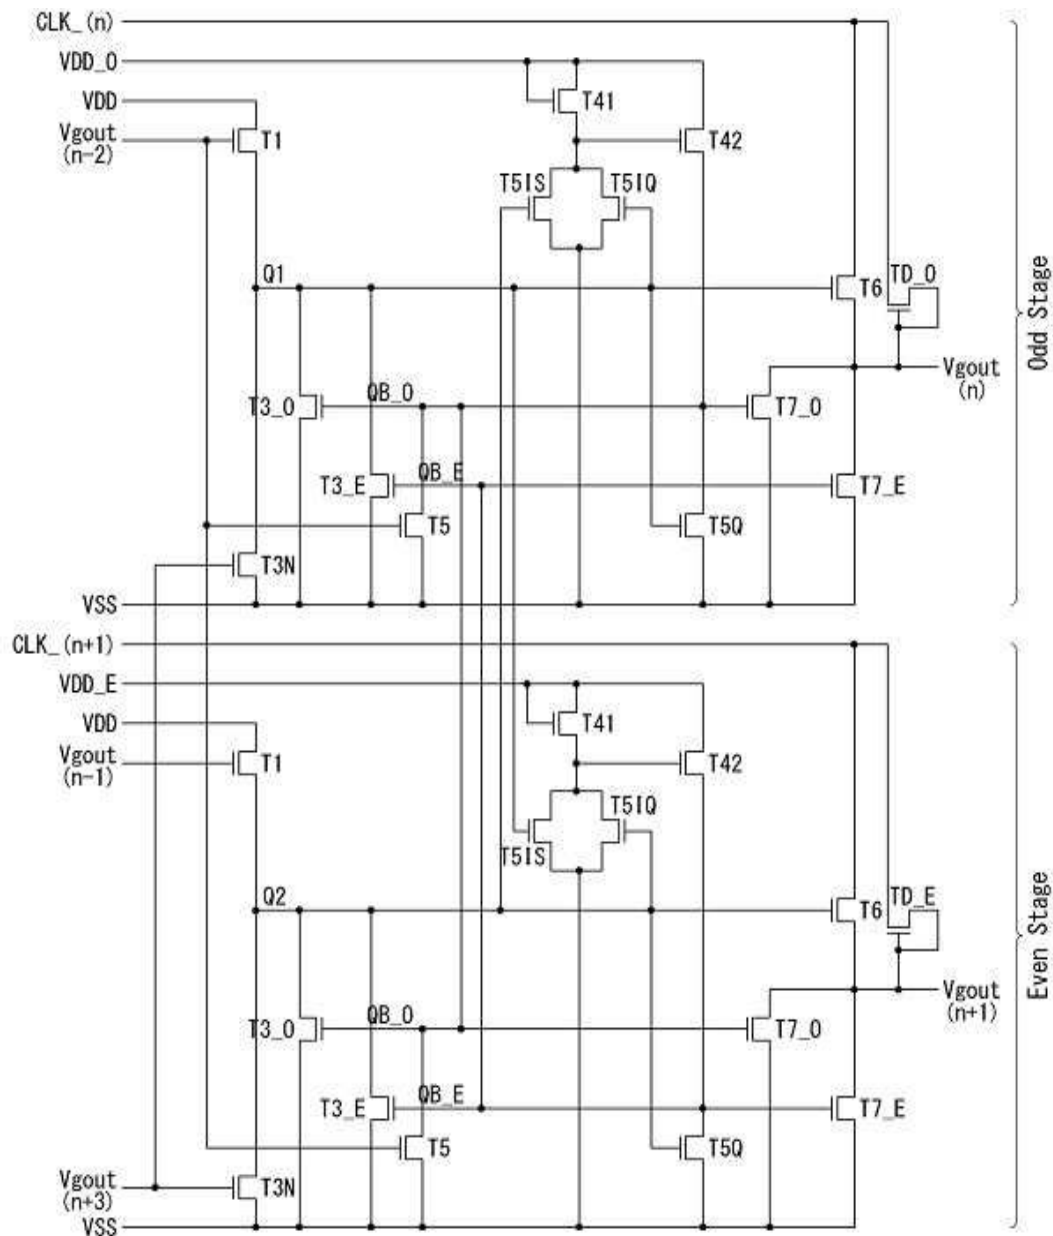 CLK_(n)
VDD_O
VDD
Vgout
(n-2)
T1
T41
T42
T5IS
T5IQ
Q1
T6
TD_O
Vgout
(n)
T3_O
QB_O
T7_O
T3_E
QB_E
T7_E
T5
T5Q
T3N
VSS
Odd Stage
CLK_(n+1)
VDD_E
VDD
Vgout
(n-1)
T1
T41
T42
T5IQ
T5IS
Q2
T6
TD_E
Vgout
(n+1)
T3_O
QB_O
T7_O
T3_E
QB_E
T7_E
T5
T5Q
Vgout
(n+3)
T3N
VSS
Even Stage